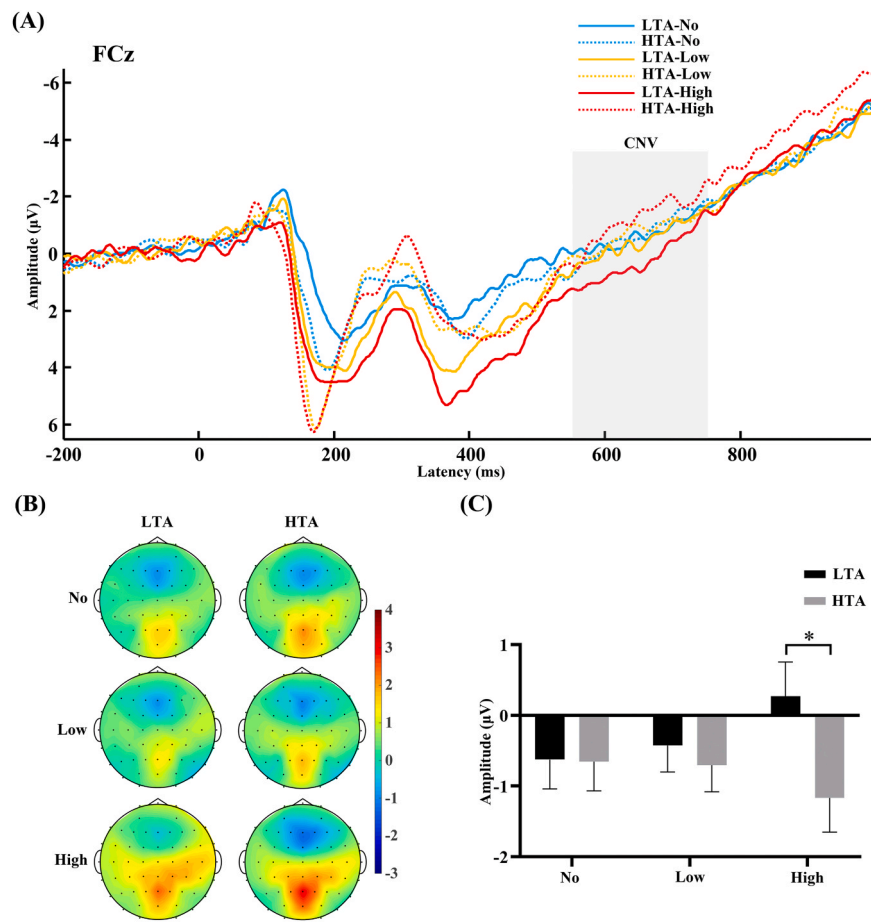 (A)
FCz
LTA-No
HTA-No
LTA-Low
HTA-Low
LTA-High
HTA-High
CNV
Amplitude (µV)
-6
-4
-2
0
2
4
6
-200 0 200 400 600 800
Latency (ms)
(B)
LTA HTA
No
Low
High
4
3
2
1
0
-1
-2
-3
(C)
LTA
HTA
*
Amplitude (µV)
1
0
-1
-2
No Low High